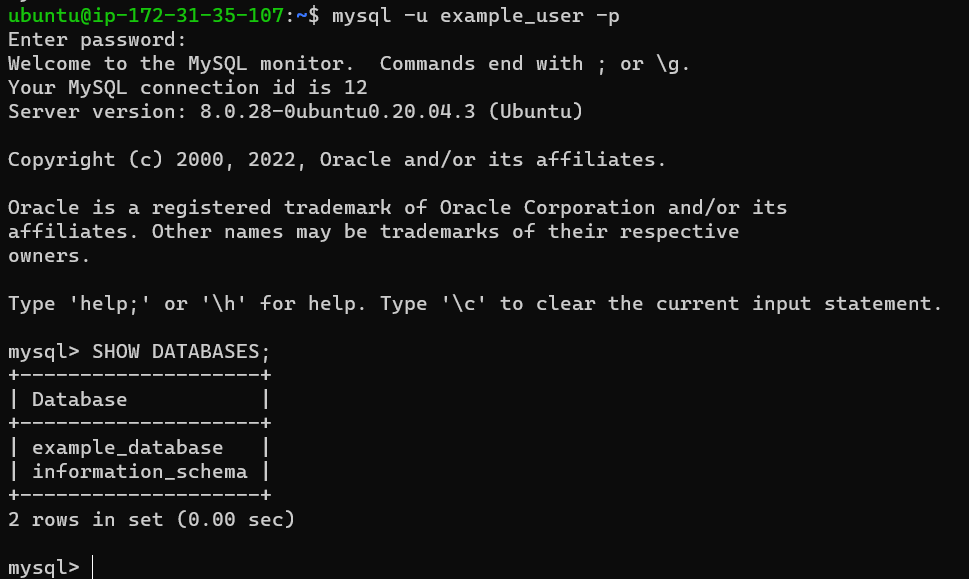 ubuntu@ip-172-31-35-107:~$ mysql -u example_user -p
Enter password:
Welcome to the MySQL monitor.  Commands end with ; or \g.
Your MySQL connection id is 12
Server version: 8.0.28-0ubuntu0.20.04.3 (Ubuntu)

Copyright (c) 2000, 2022, Oracle and/or its affiliates.

Oracle is a registered trademark of Oracle Corporation and/or its
affiliates. Other names may be trademarks of their respective
owners.

Type 'help;' or '\h' for help. Type '\c' to clear the current input statement.

mysql> SHOW DATABASES;
+--------------------+
| Database           |
+--------------------+
| example_database   |
| information_schema |
+--------------------+
2 rows in set (0.00 sec)

mysql>